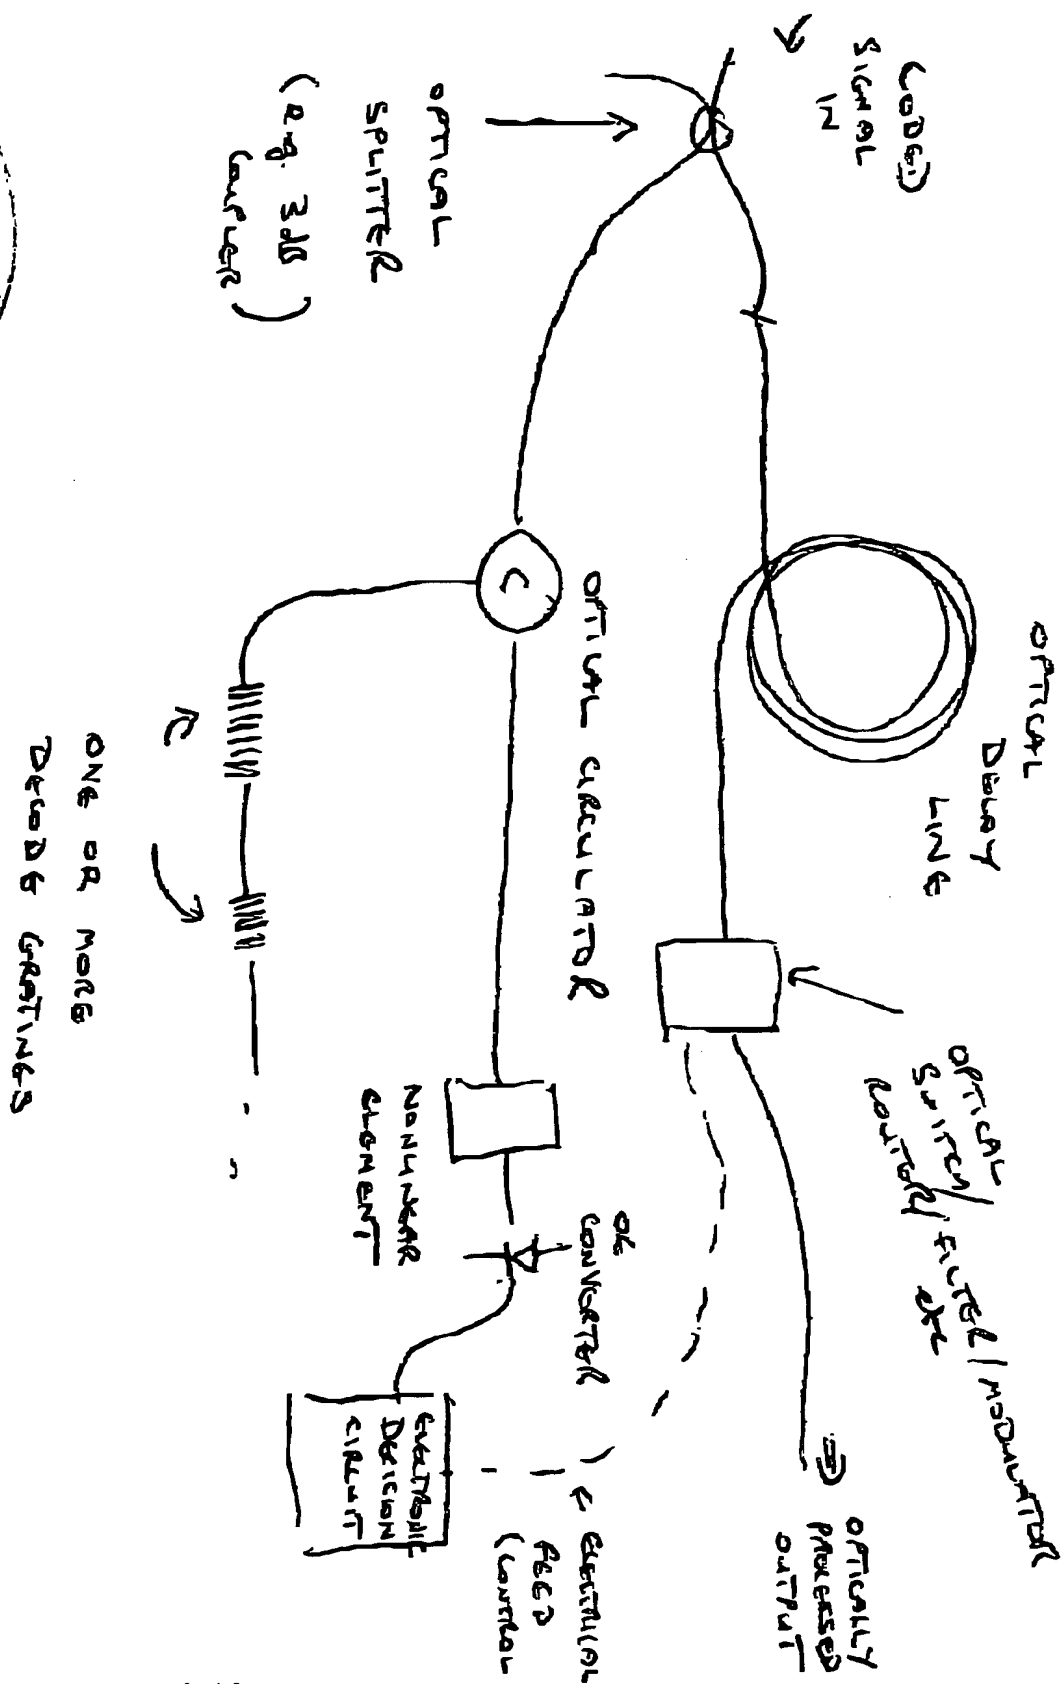 (CODED)
SIGNAL
IN
OPTICAL
SPLITTER
(e.g. 3dB
COUPLER)
OPTICAL
DELAY
LINE
OPTICAL
SWITCH/
ROUTER/FILTER/MODULATOR
etc
OPTICALLY
PROCESSED
OUTPUT
OPTICAL CIRCULATOR
C
NONLINEAR
ELEMENT
OE
CONVERTER
ELECTRONIC
DECISION
CIRCUIT
ELECTRICAL
FEED
(CONTROL
ONE OR MORE
DECODE GRATINGS